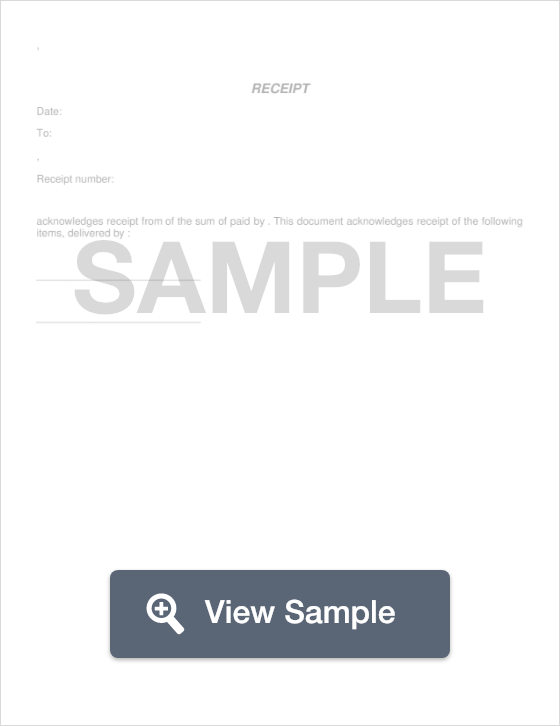 ,
RECEIPT
Date:
To:
,
Receipt number:
acknowledges receipt from of the sum of paid by . This document acknowledges receipt of the following
items, delivered by :
SAMPLE
View Sample